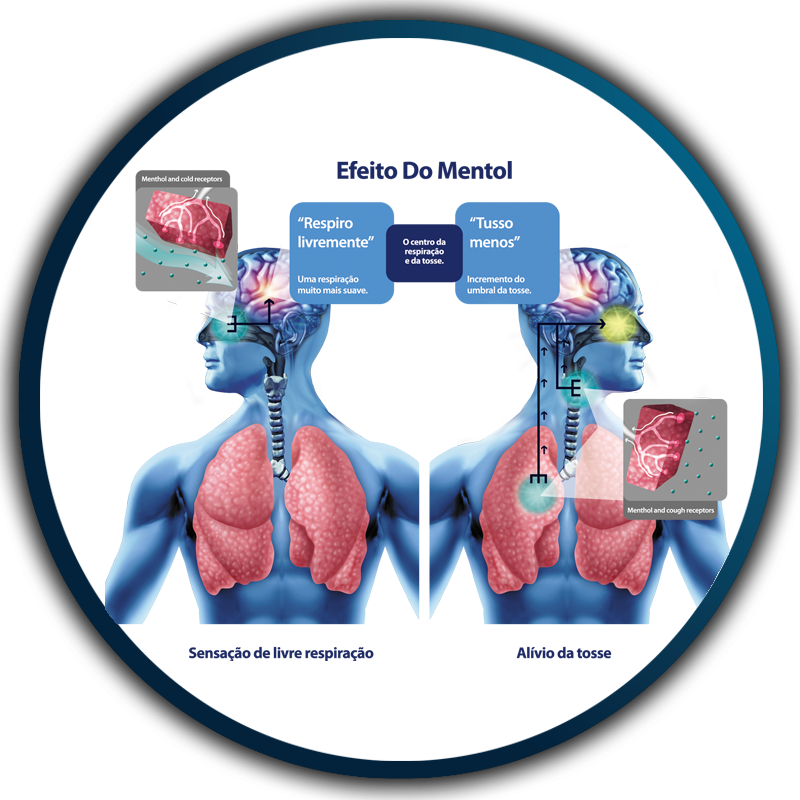 Efeito Do Mentol
Menthol and cold receptors
“Respiro
livremente”
Uma respiração
muito mais suave.
O centro da
respiração
e da tosse.
“Tusso
menos”
Incremento do
umbral da tosse.
Menthol and cough receptors
Sensação de livre respiração
Alívio da tosse